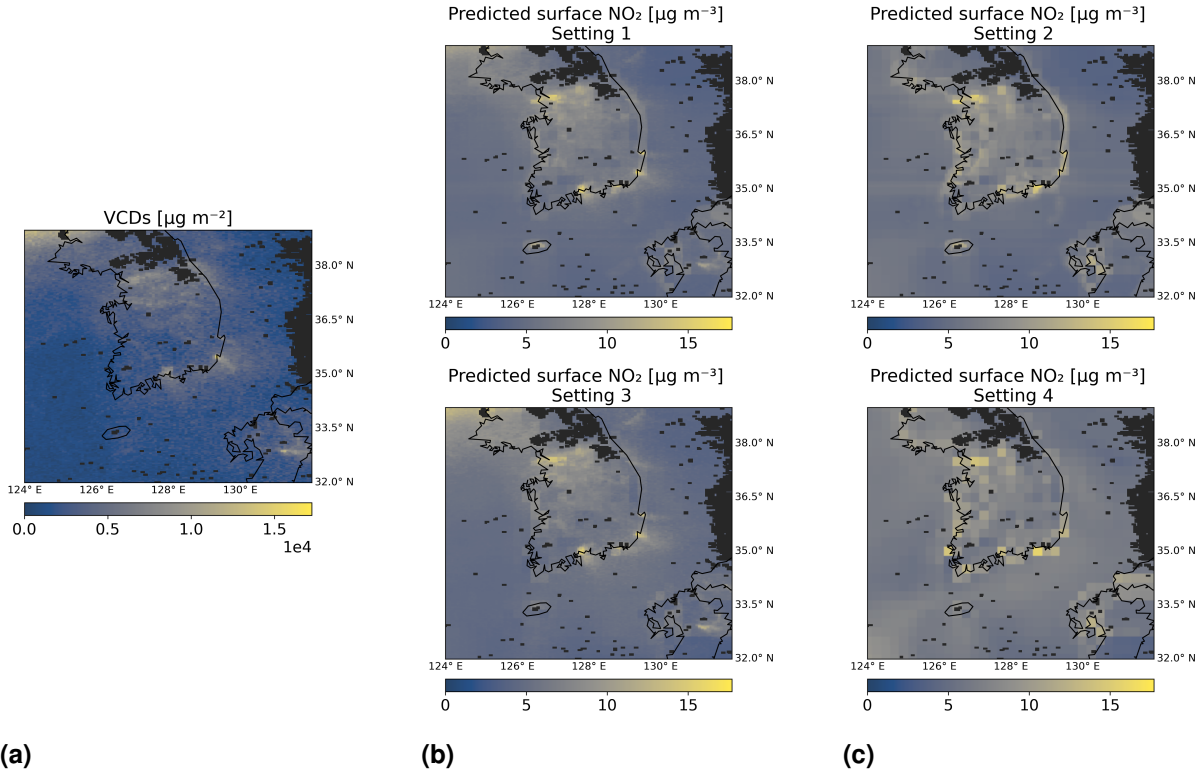 VCDs [µg m⁻²]
38.0° N
36.5° N
35.0° N
33.5° N
32.0° N
124° E 126° E 128° E 130° E
0.0 0.5 1.0 1.5
1e4
(a)
Predicted surface NO₂ [µg m⁻³]
Setting 1
38.0° N
36.5° N
35.0° N
33.5° N
32.0° N
124° E 126° E 128° E 130° E
0 5 10 15
Predicted surface NO₂ [µg m⁻³]
Setting 3
38.0° N
36.5° N
35.0° N
33.5° N
32.0° N
124° E 126° E 128° E 130° E
0 5 10 15
(b)
Predicted surface NO₂ [µg m⁻³]
Setting 2
38.0° N
36.5° N
35.0° N
33.5° N
32.0° N
124° E 126° E 128° E 130° E
0 5 10 15
Predicted surface NO₂ [µg m⁻³]
Setting 4
38.0° N
36.5° N
35.0° N
33.5° N
32.0° N
124° E 126° E 128° E 130° E
0 5 10 15
(c)